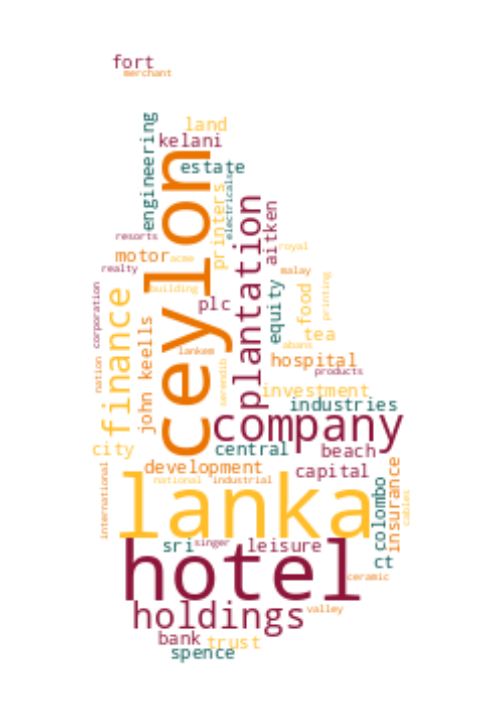 fort
merchant
engineering
land
kelani
estate
ceylon
printers
electricals
plantation
aitken
resorts
motor
acme
royal
realty
malay
building
plc
equity
food
printing
corporation
finance
john keells
tea
abans
lankem
hospital
products
nation
serendib
investment
industries
company
city
central
beach
development
capital
national
industrial
international
lanka
colombo
insurance
cables
sri
singer
leisure
ct
hotel
ceramic
holdings
valley
bank
trust
spence